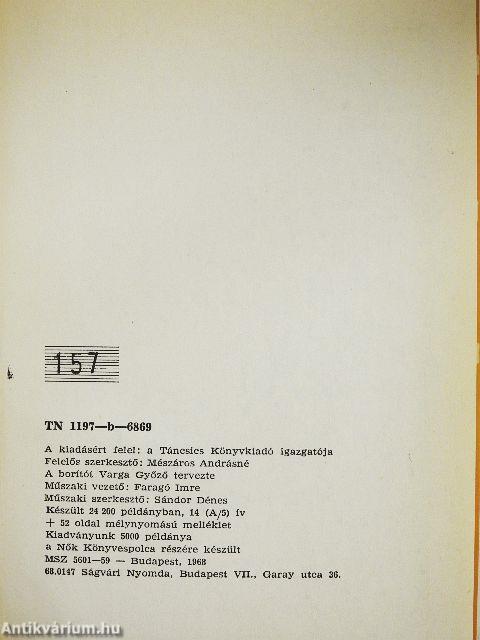 157
TN 1197—b—6869
A kiadásért felel: a Táncsics Könyvkiadó igazgatója
Felelős szerkesztő: Mészáros Andrásné
A borítót Varga Győző tervezte
Műszaki vezető: Faragó Imre
Műszaki szerkesztő: Sándor Dénes
Készült 24 200 példányban, 14 (A/5) ív
+ 52 oldal mélynyomású melléklet
Kiadványunk 5000 példánya
a Nők Könyvespolca részére készült
MSZ 5601—59 — Budapest, 1968
68.0147 Ságvári Nyomda, Budapest VII., Garay utca 36.
Antikvárium.hu